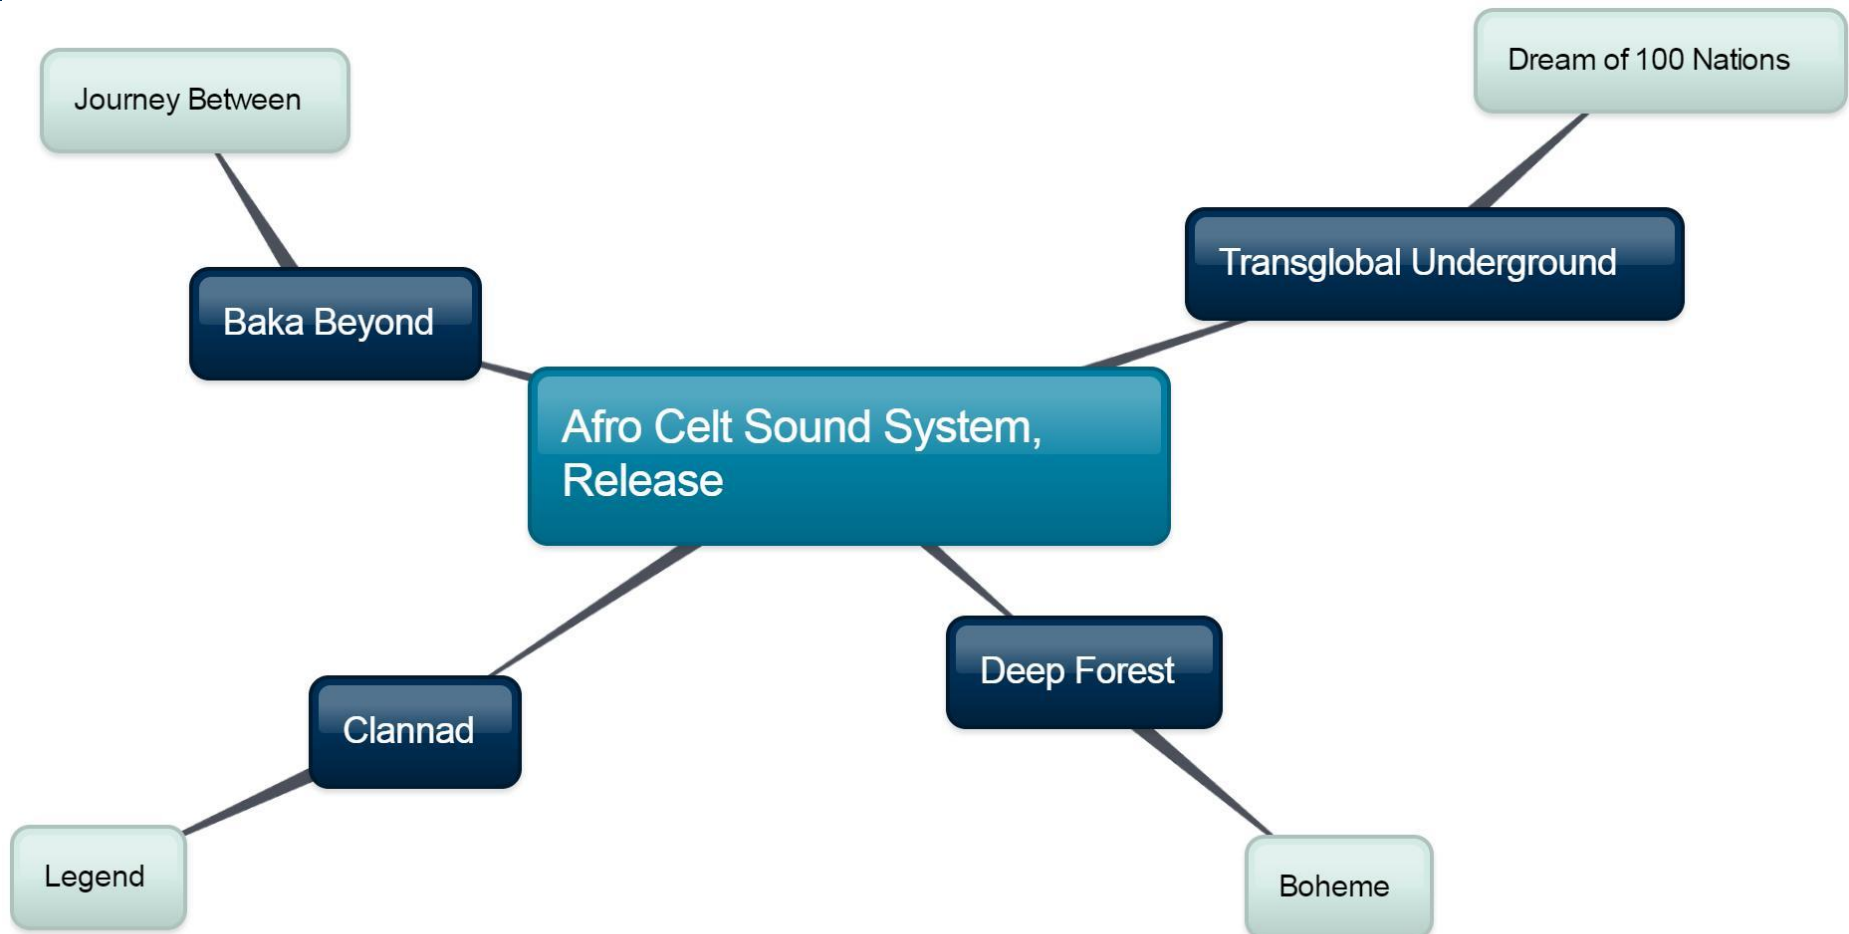 Journey Between
Dream of 100 Nations
Transglobal Underground
Baka Beyond
Afro Celt Sound System,
Release
Deep Forest
Clannad
Legend
Boheme